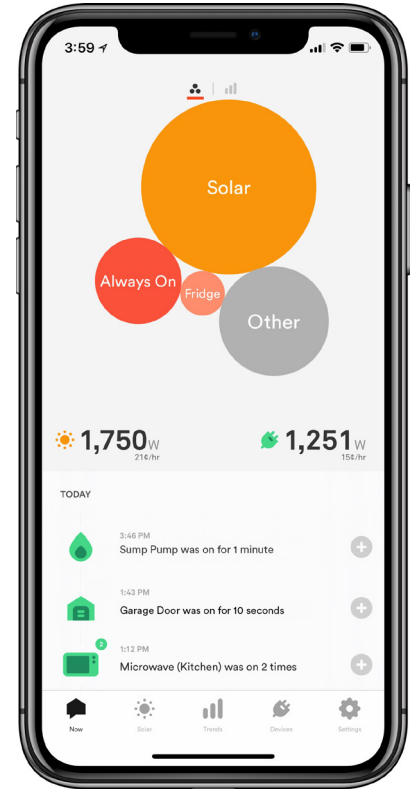 3:59
Solar
Always On
Fridge
Other
1,750 W
21¢/hr
1,251 W
15¢/hr
TODAY
3:46 PM
Sump Pump was on for 1 minute
1:43 PM
Garage Door was on for 10 seconds
2
1:12 PM
Microwave (Kitchen) was on 2 times
Now
Solar
Trends
Devices
Settings